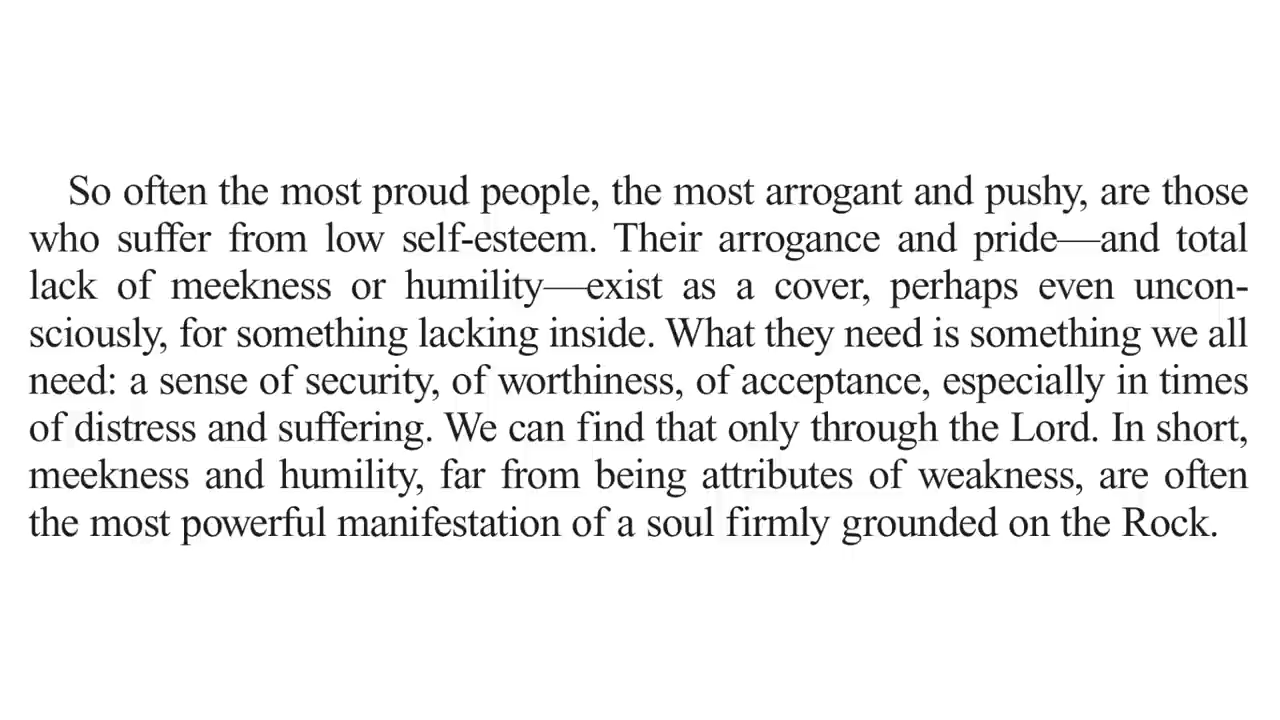 So often the most proud people, the most arrogant and pushy, are those
who suffer from low self-esteem. Their arrogance and pride—and total
lack of meekness or humility—exist as a cover, perhaps even uncon-
sciously, for something lacking inside. What they need is something we all
need: a sense of security, of worthiness, of acceptance, especially in times
of distress and suffering. We can find that only through the Lord. In short,
meekness and humility, far from being attributes of weakness, are often
the most powerful manifestation of a soul firmly grounded on the Rock.